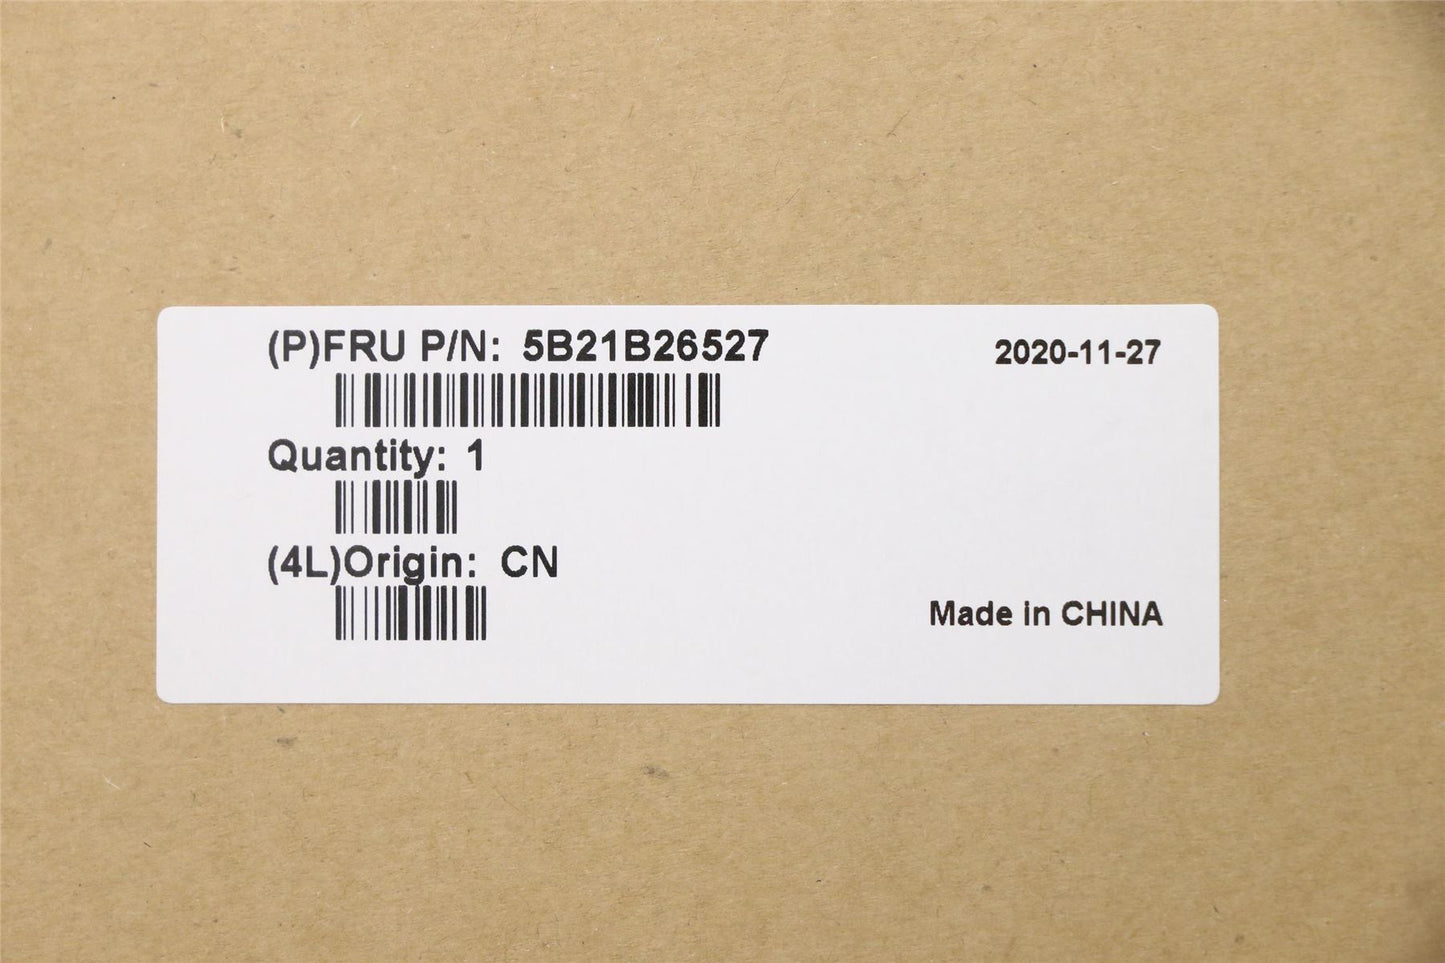 (P)FRU P/N: 5B21B26527
2020-11-27
Quantity: 1
(4L)Origin: CN
Made in CHINA